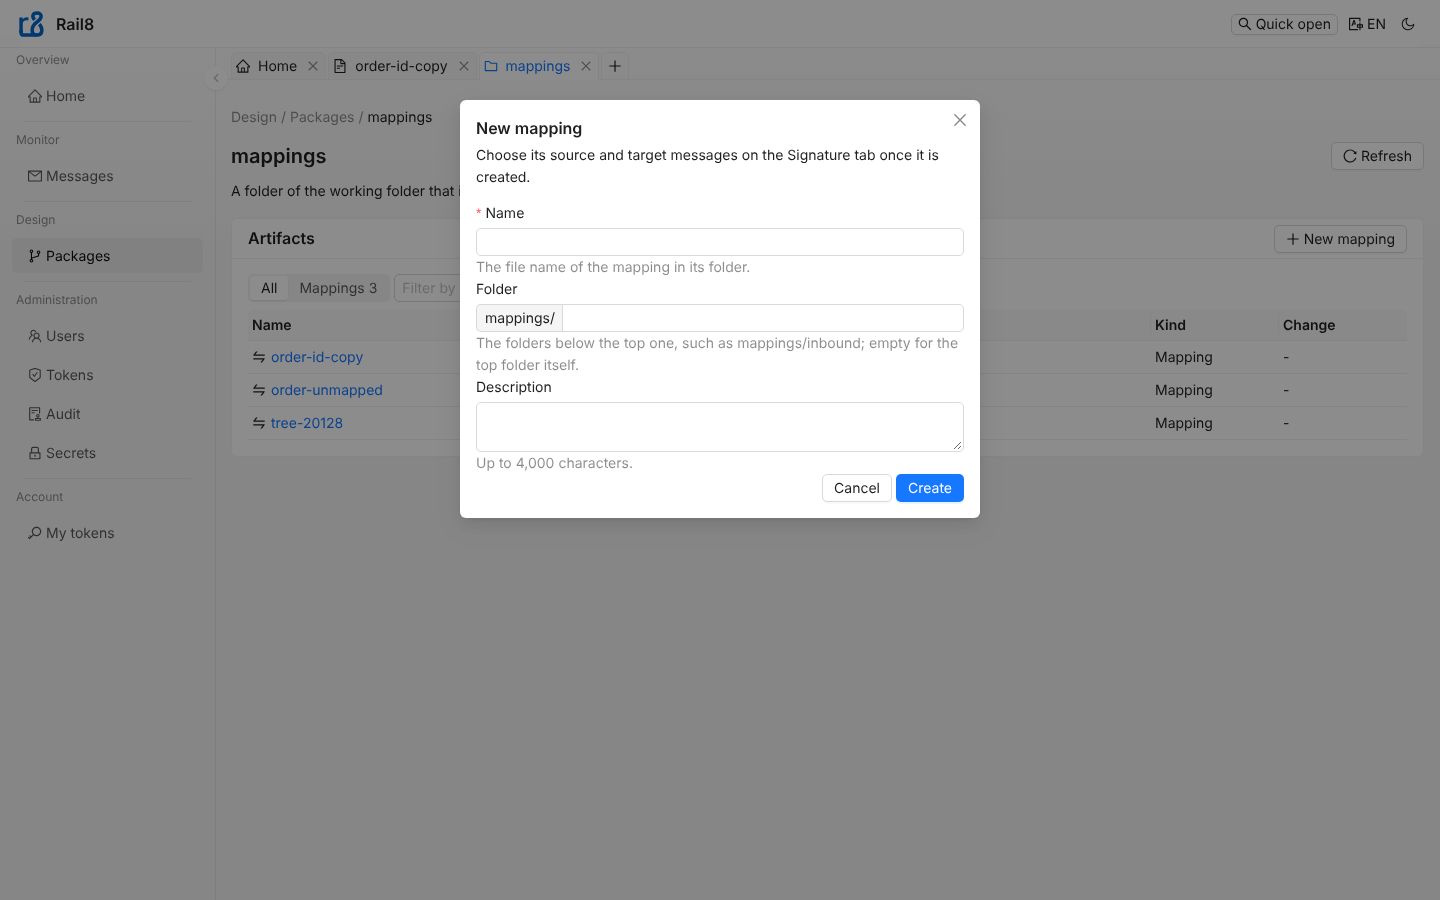 Rail8
Quick open
EN
Overview
Home
Monitor
Messages
Design
Packages
Administration
Users
Tokens
Audit
Secrets
Account
My tokens
Home
order-id-copy
mappings
Design / Packages / mappings
mappings
Refresh
A folder of the working folder that i
Artifacts
New mapping
All
Mappings 3
Filter by
Name
Kind
Change
order-id-copy
Mapping
-
order-unmapped
Mapping
-
tree-20128
Mapping
-
New mapping
Choose its source and target messages on the Signature tab once it is
created.
* Name
The file name of the mapping in its folder.
Folder
mappings/
The folders below the top one, such as mappings/inbound; empty for the
top folder itself.
Description
Up to 4,000 characters.
Cancel
Create